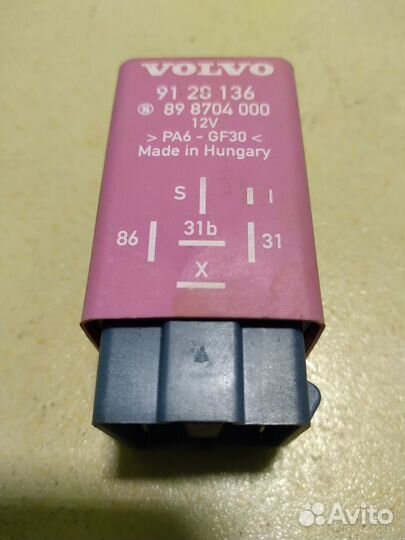 VOLVO
91 28 136
S 89 8704 000
12V
> PA6 - GF30 <
Made in Hungary
S
86 31b 31
X
Avito